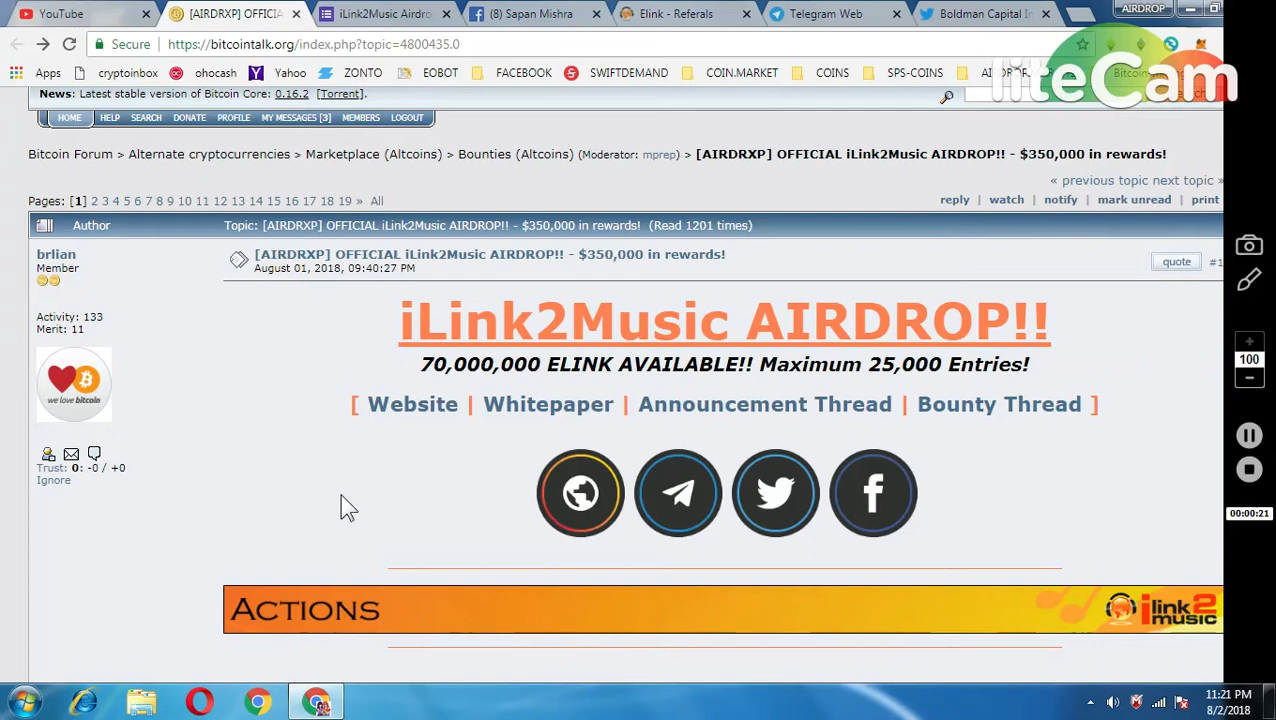 YouTube
[AIRDRXP] OFFICIA
iLink2Music Airdro
(8) Sapan Mishra
Elink - Referals
Telegram Web
Boldman Capital I
AIRDROP
Secure
https://bitcointalk.org/index.php?topic=4800435.0
Apps
cryptoinbox
ohocash
Yahoo
ZONTO
EOBOT
FACEBOOK
SWIFTDEMAND
COIN.MARKET
COINS
SPS-COINS
liteCam
News: Latest stable version of Bitcoin Core: 0.16.2 [Torrent].
HOME HELP SEARCH DONATE PROFILE MY MESSAGES [3] MEMBERS LOGOUT
Bitcoin Forum > Alternate cryptocurrencies > Marketplace (Altcoins) > Bounties (Altcoins) (Moderator: mprep) > [AIRDRXP] OFFICIAL iLink2Music AIRDROP!! - $350,000 in rewards!
« previous topic next topic »
Pages: [1] 2 3 4 5 6 7 8 9 10 11 12 13 14 15 16 17 18 19 » All
reply watch notify mark unread print
Author
Topic: [AIRDRXP] OFFICIAL iLink2Music AIRDROP!! - $350,000 in rewards! (Read 1201 times)
brlian
Member
Activity: 133
Merit: 11
we love bitcoin
Trust: 0: -0 / +0
Ignore
[AIRDRXP] OFFICIAL iLink2Music AIRDROP!! - $350,000 in rewards!
August 01, 2018, 09:40:27 PM
quote
#1
iLink2Music AIRDROP!!
70,000,000 ELINK AVAILABLE!! Maximum 25,000 Entries!
[ Website | Whitepaper | Announcement Thread | Bounty Thread ]
ACTIONS
ilink2
music
100
00:00:21
11:21 PM
8/2/2018